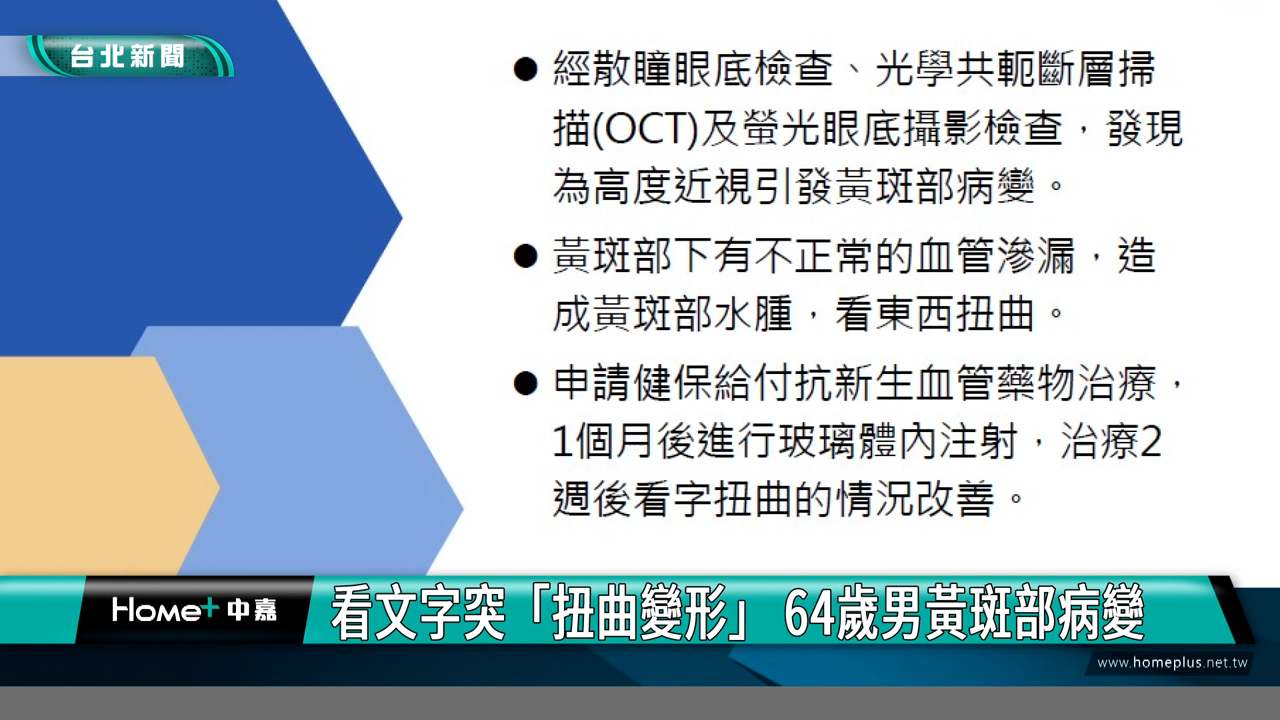 台北新聞
● 經散瞳眼底檢查、光學共軛斷層掃
描(OCT)及螢光眼底攝影檢查，發現
為高度近視引發黃斑部病變。
● 黃斑部下有不正常的血管滲漏，造
成黃斑部水腫，看東西扭曲。
● 申請健保給付抗新生血管藥物治療，
1個月後進行玻璃體內注射，治療2
週後看字扭曲的情況改善。
Home+ 中嘉
看文字突「扭曲變形」 64歲男黃斑部病變
www.homeplus.net.tw